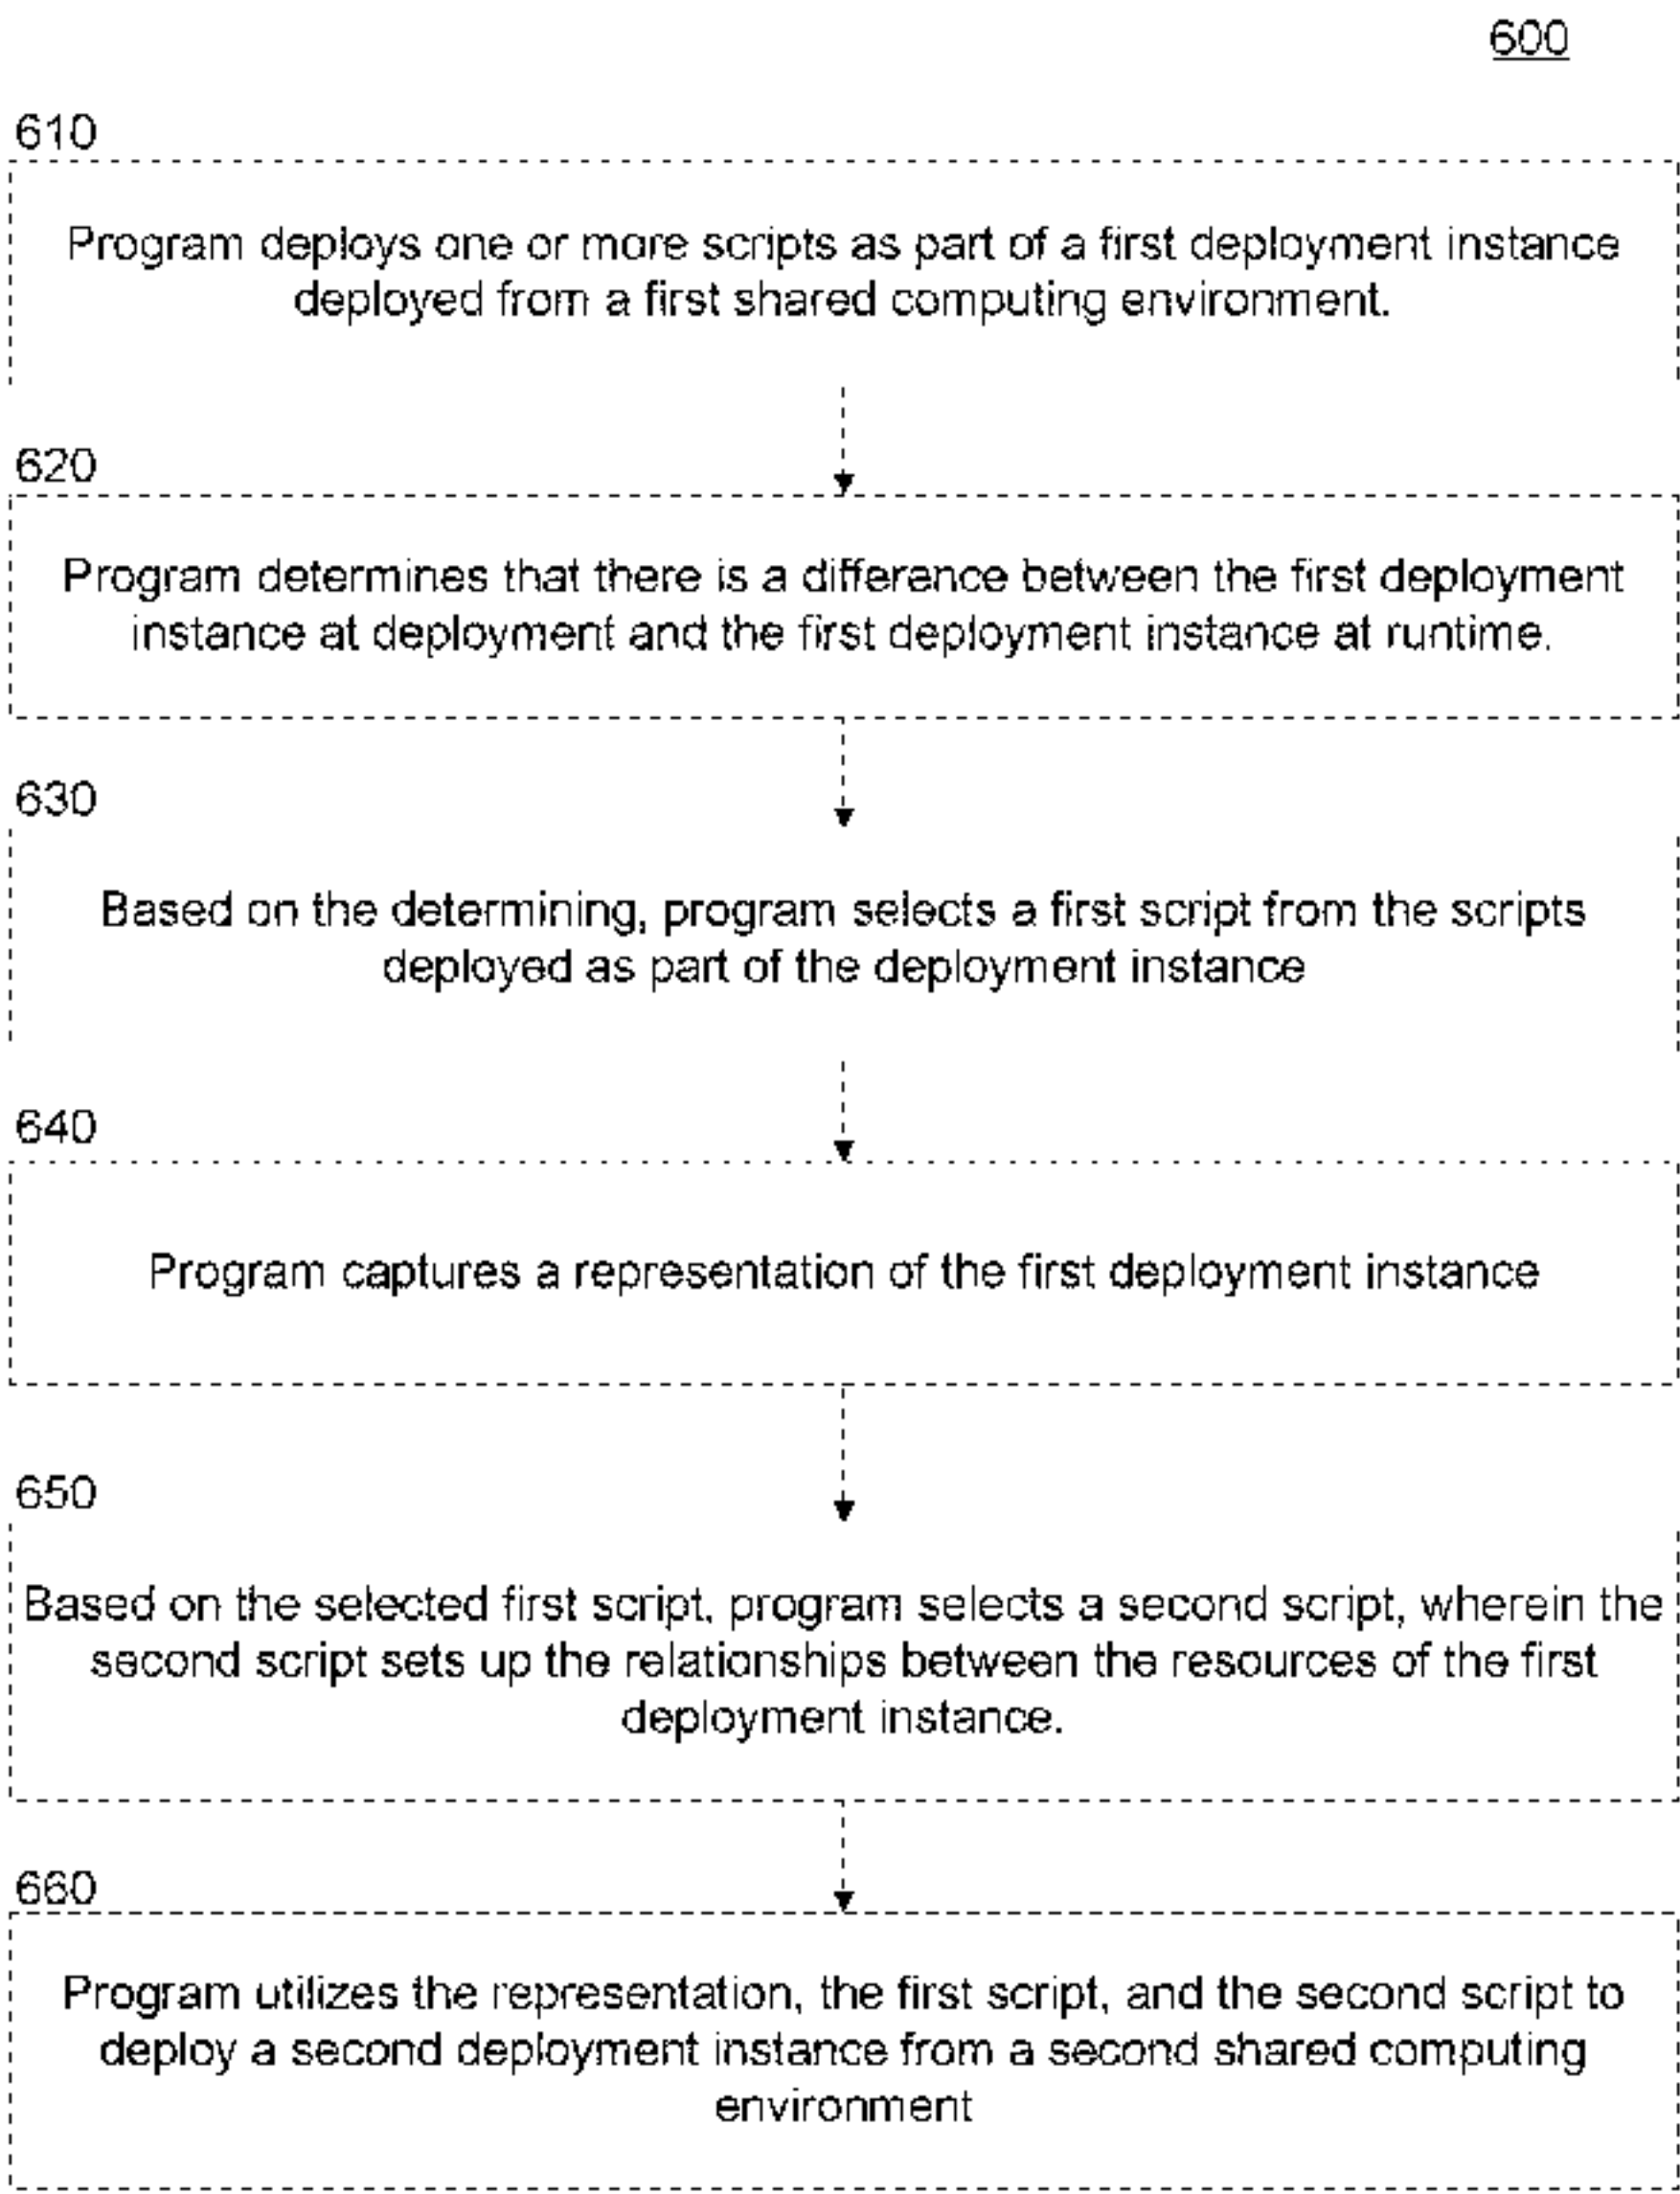 600
610
Program deploys one or more scripts as part of a first deployment instance
deployed from a first shared computing environment.
620
Program determines that there is a difference between the first deployment
instance at deployment and the first deployment instance at runtime.
630
Based on the determining, program selects a first script from the scripts
deployed as part of the deployment instance
640
Program captures a representation of the first deployment instance
650
Based on the selected first script, program selects a second script, wherein the
second script sets up the relationships between the resources of the first
deployment instance.
660
Program utilizes the representation, the first script, and the second script to
deploy a second deployment instance from a second shared computing
environment